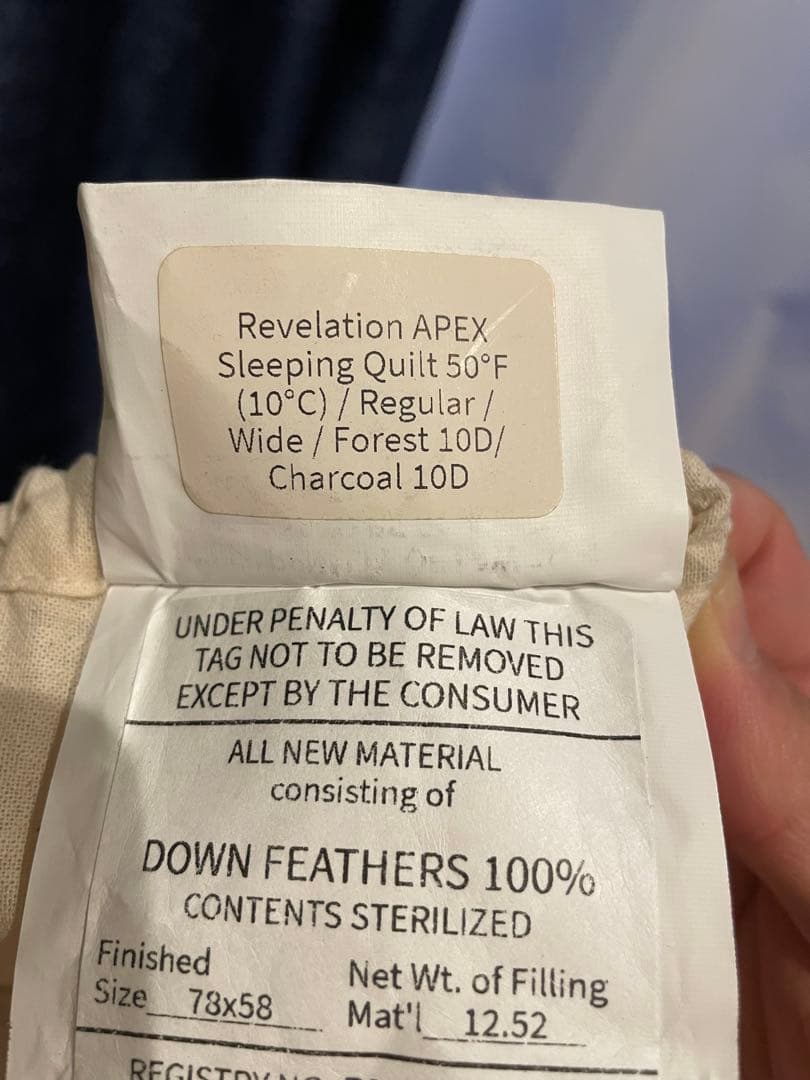 Revelation APEX
Sleeping Quilt 50°F
(10°C) / Regular /
Wide / Forest 10D/
Charcoal 10D
UNDER PENALTY OF LAW THIS
TAG NOT TO BE REMOVED
EXCEPT BY THE CONSUMER
ALL NEW MATERIAL
consisting of
DOWN FEATHERS 100%
CONTENTS STERILIZED
Finished
Size 78x58
Net Wt. of Filling
Mat'l 12.52
REGISTRY NO.